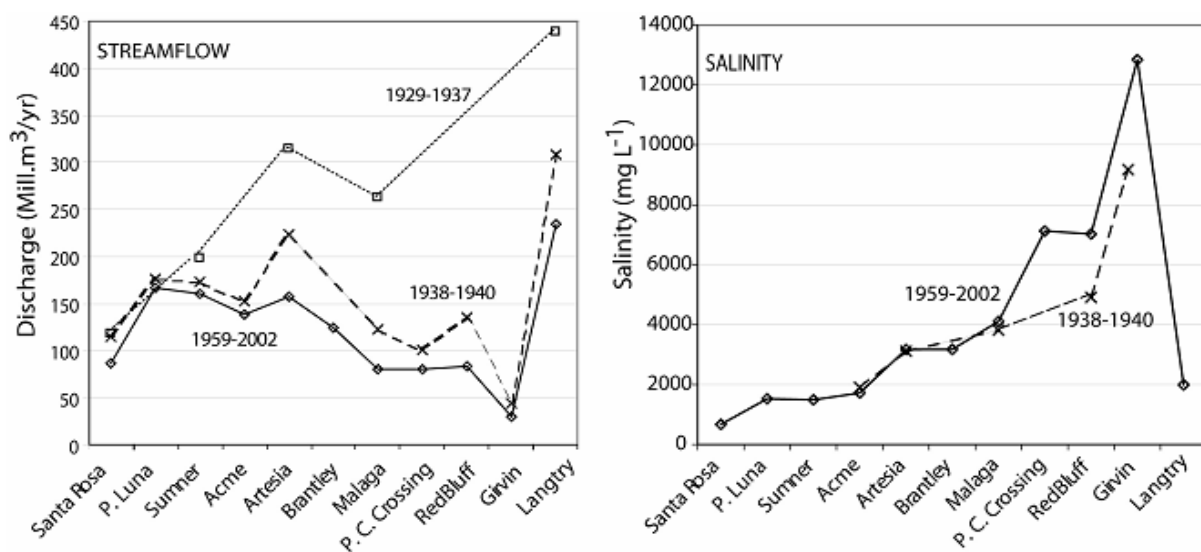 STREAMFLOW
Discharge (Mill.m³/yr)
450
400
350
300
250
200
150
100
50
0
1929-1937
1938-1940
1959-2002
Santa Rosa
P. Luna
Sumner
Acme
Artesia
Brantley
Malaga
P. C. Crossing
RedBluff
Girvin
Langtry
SALINITY
Salinity (mg L⁻¹)
14000
12000
10000
8000
6000
4000
2000
0
1959-2002
1938-1940
Santa Rosa
P. Luna
Sumner
Acme
Artesia
Brantley
Malaga
P. C. Crossing
RedBluff
Girvin
Langtry